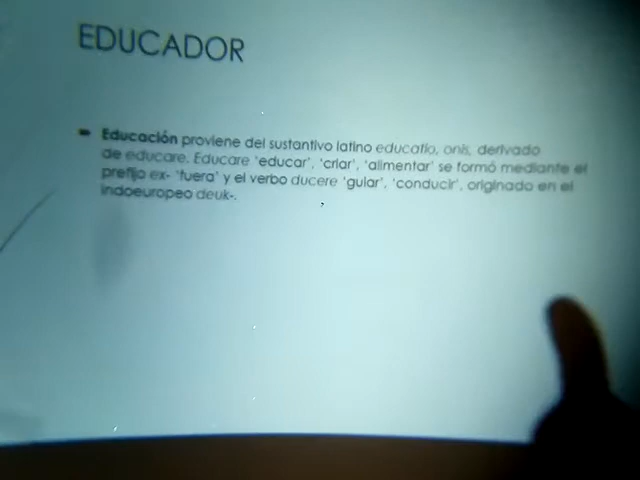 EDUCADOR
Educación proviene del sustantivo latino educatio, onis, derivado
de educare. Educare ‘educar’, ‘criar’, ‘alimentar’ se formó mediante el
prefijo ex- ‘fuera’ y el verbo ducere ‘guiar’, ‘conducir’, originado en el
indoeuropeo deuk-.